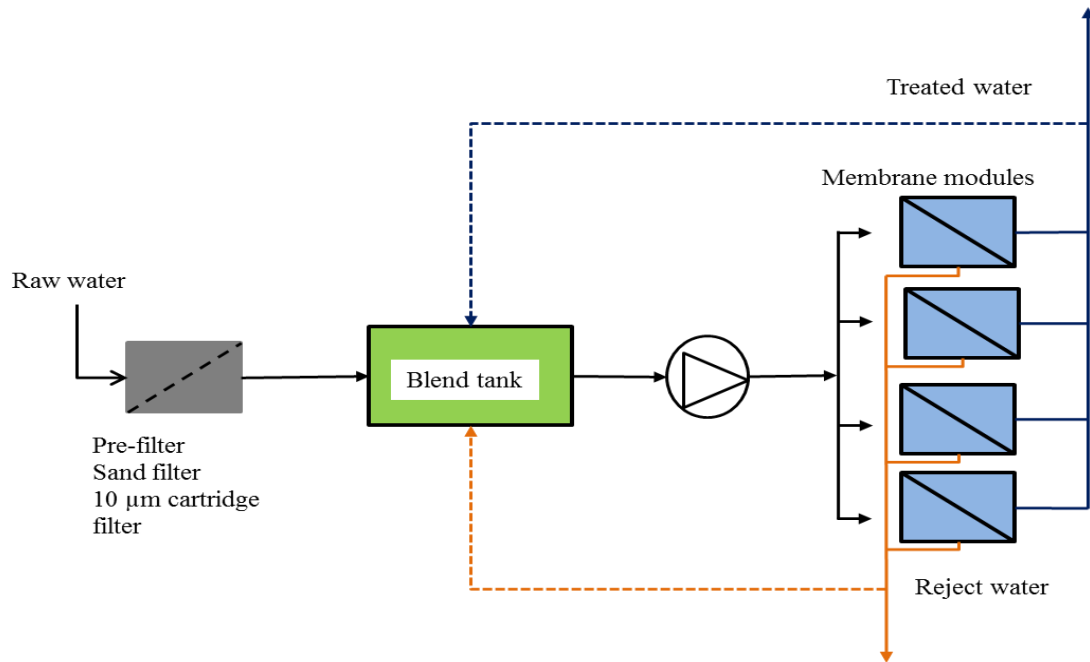 Treated water
Membrane modules
Raw water
Blend tank
Pre-filter
Sand filter
10 µm cartridge
filter
Reject water